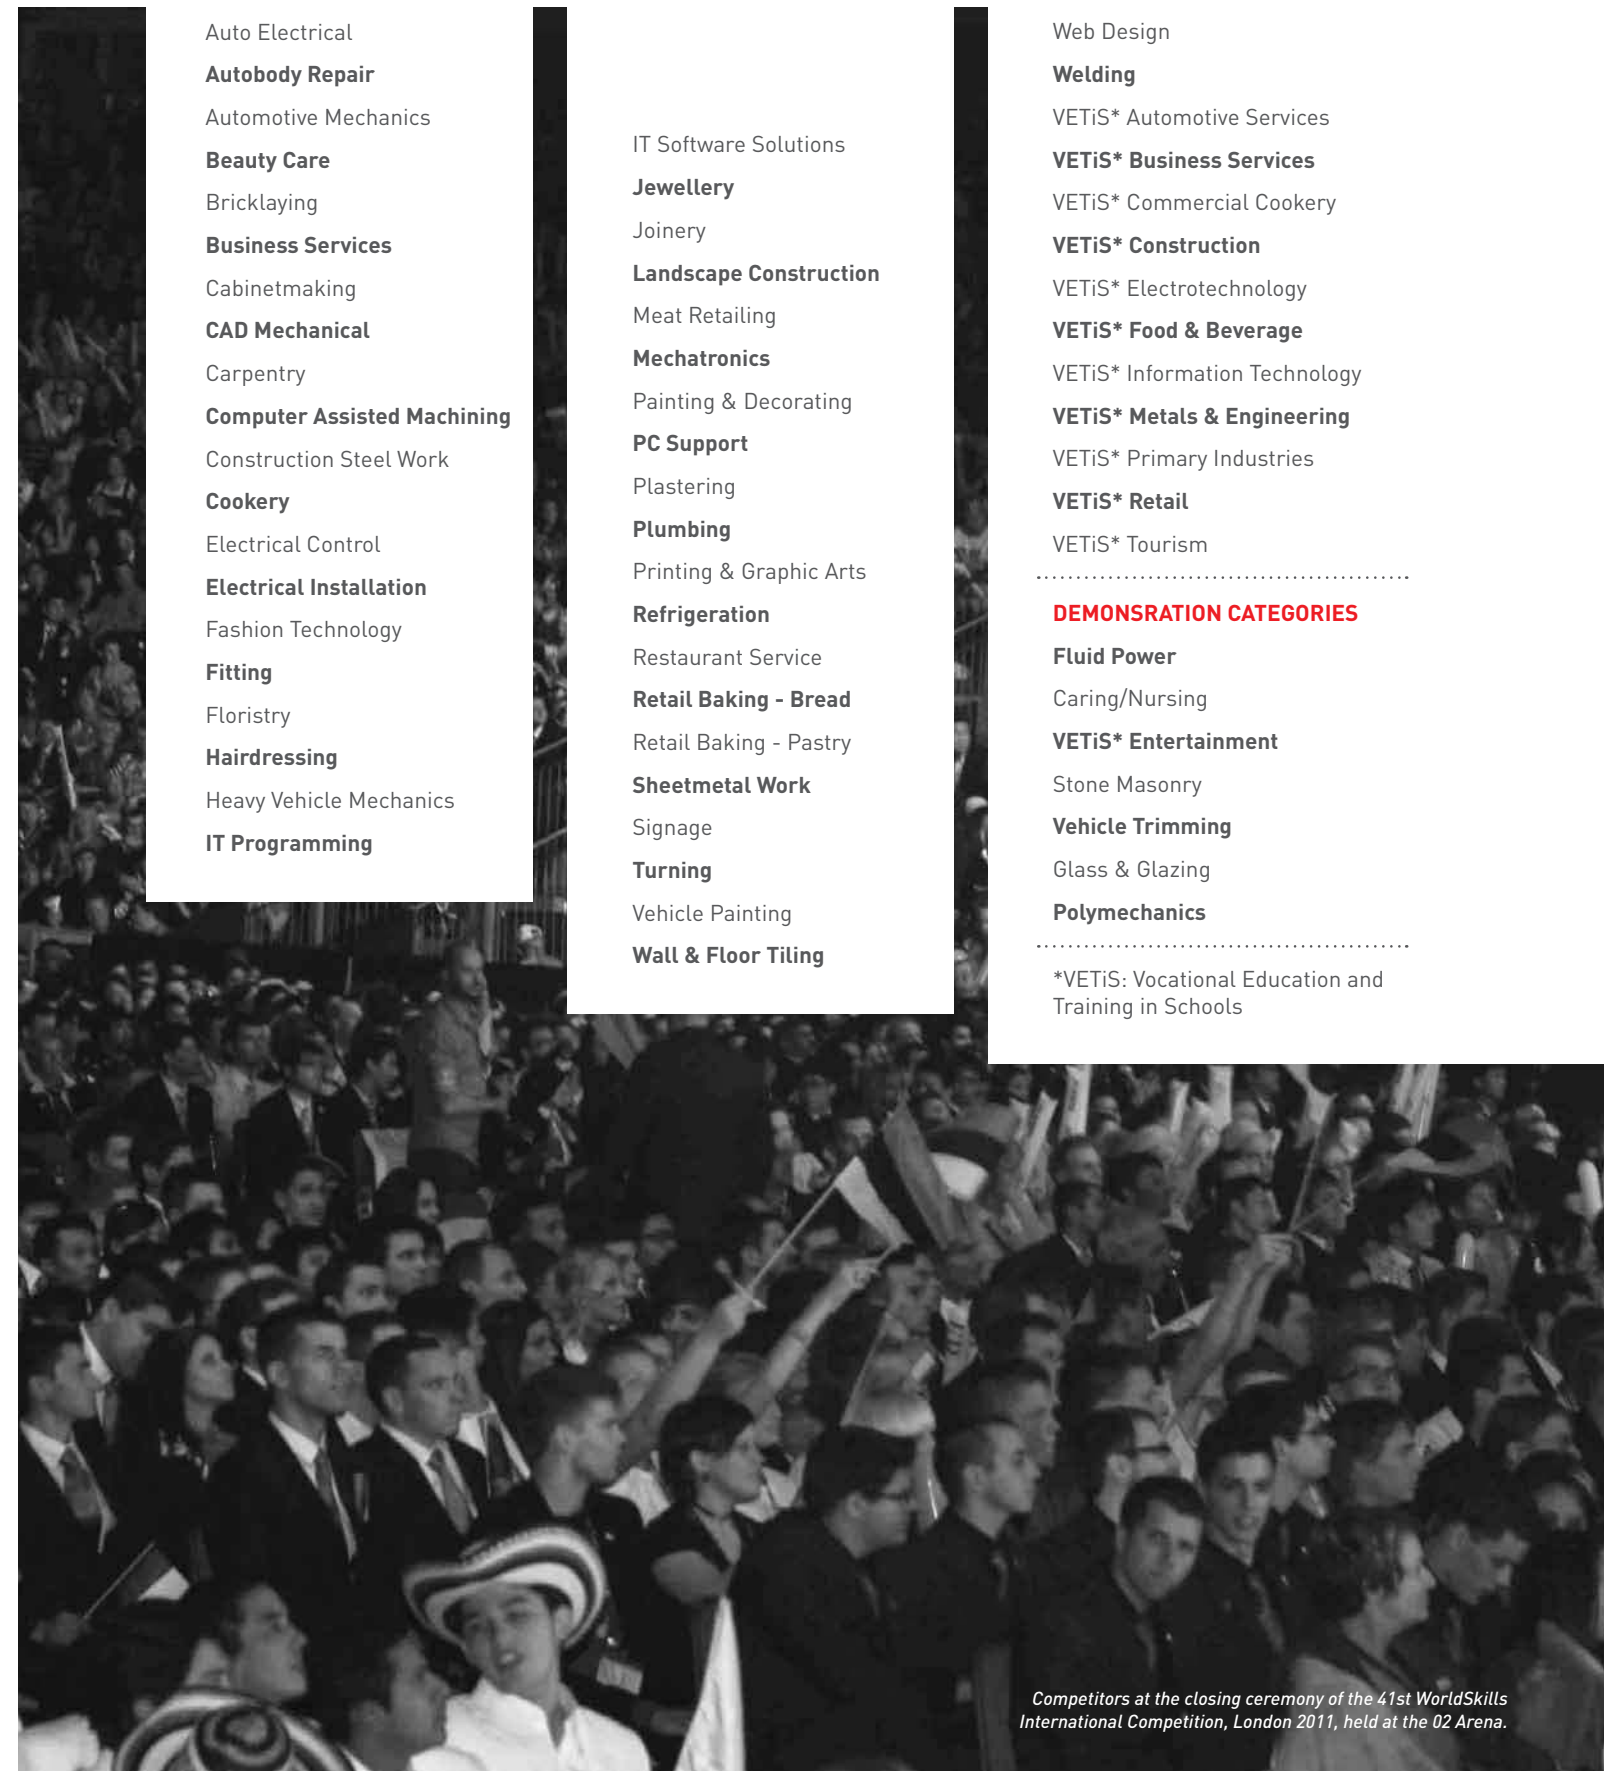 Auto Electrical
Autobody Repair
Automotive Mechanics
Beauty Care
Bricklaying
Business Services
Cabinetmaking
CAD Mechanical
Carpentry
Computer Assisted Machining
Construction Steel Work
Cookery
Electrical Control
Electrical Installation
Fashion Technology
Fitting
Floristry
Hairdressing
Heavy Vehicle Mechanics
IT Programming
IT Software Solutions
Jewellery
Joinery
Landscape Construction
Meat Retailing
Mechatronics
Painting & Decorating
PC Support
Plastering
Plumbing
Printing & Graphic Arts
Refrigeration
Restaurant Service
Retail Baking - Bread
Retail Baking - Pastry
Sheetmetal Work
Signage
Turning
Vehicle Painting
Wall & Floor Tiling
Web Design
Welding
VETiS* Automotive Services
VETiS* Business Services
VETiS* Commercial Cookery
VETiS* Construction
VETiS* Electrotechnology
VETiS* Food & Beverage
VETiS* Information Technology
VETiS* Metals & Engineering
VETiS* Primary Industries
VETiS* Retail
VETiS* Tourism
DEMONSRATION CATEGORIES
Fluid Power
Caring/Nursing
VETiS* Entertainment
Stone Masonry
Vehicle Trimming
Glass & Glazing
Polymechanics
*VETiS: Vocational Education and
Training in Schools
Competitors at the closing ceremony of the 41st WorldSkills
International Competition, London 2011, held at the 02 Arena.